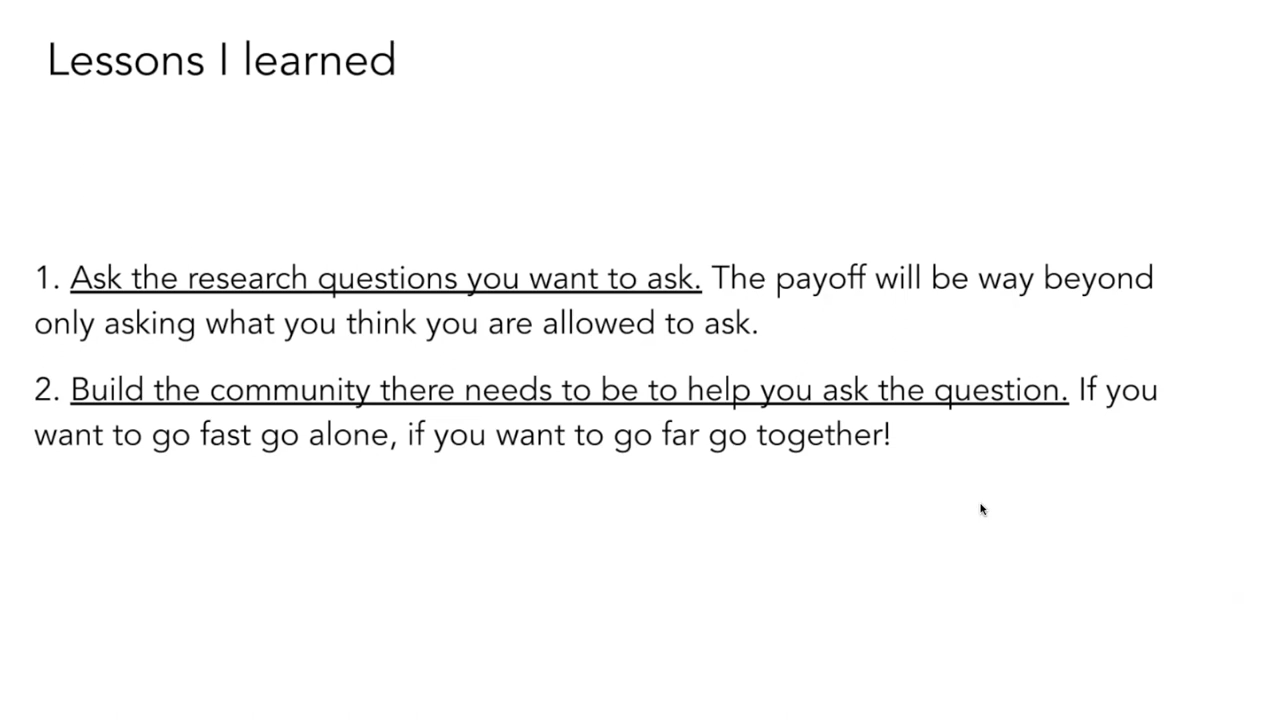 Lessons I learned
1. Ask the research questions you want to ask. The payoff will be way beyond
only asking what you think you are allowed to ask.
2. Build the community there needs to be to help you ask the question. If you
want to go fast go alone, if you want to go far go together!